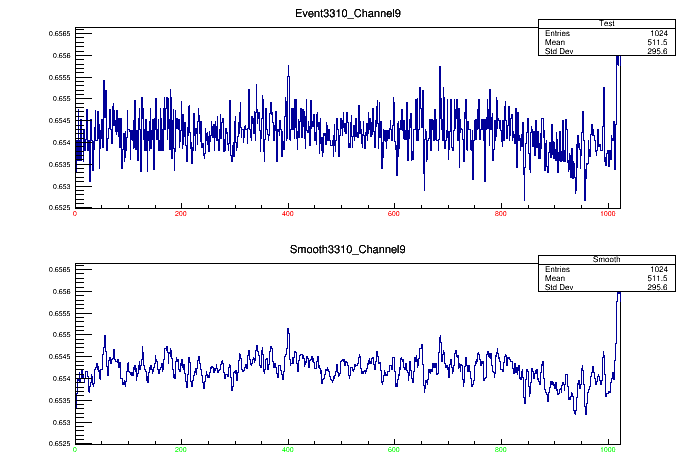 Event3310_Channel9
Test
Entries 1024
Mean 511.5
Std Dev 295.6
0.6565
0.656
0.6555
0.655
0.6545
0.654
0.6535
0.653
0.6525
0 200 400 600 800 1000
Smooth3310_Channel9
Smooth
Entries 1024
Mean 511.5
Std Dev 295.6
0.6565
0.656
0.6555
0.655
0.6545
0.654
0.6535
0.653
0.6525
0 200 400 600 800 1000